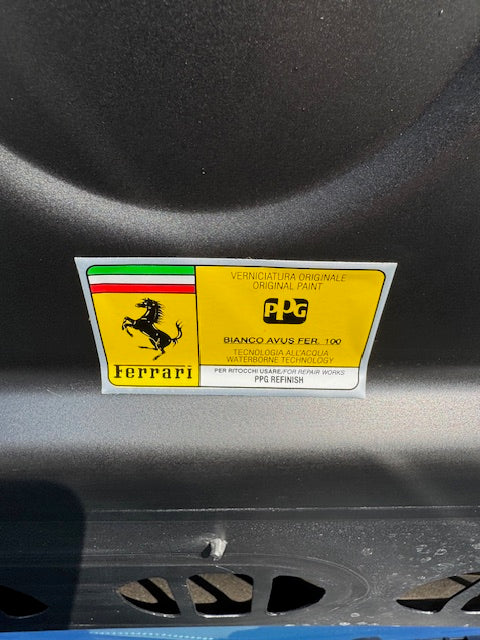 Ferrari
VERNICIATURA ORIGINALE
ORIGINAL PAINT
PPG
BIANCO AVUS FER. 100
TECNOLOGIA ALL'ACQUA
WATERBORNE TECHNOLOGY
PER RITOCCHI USARE/FOR REPAIR WORKS
PPG REFINISH